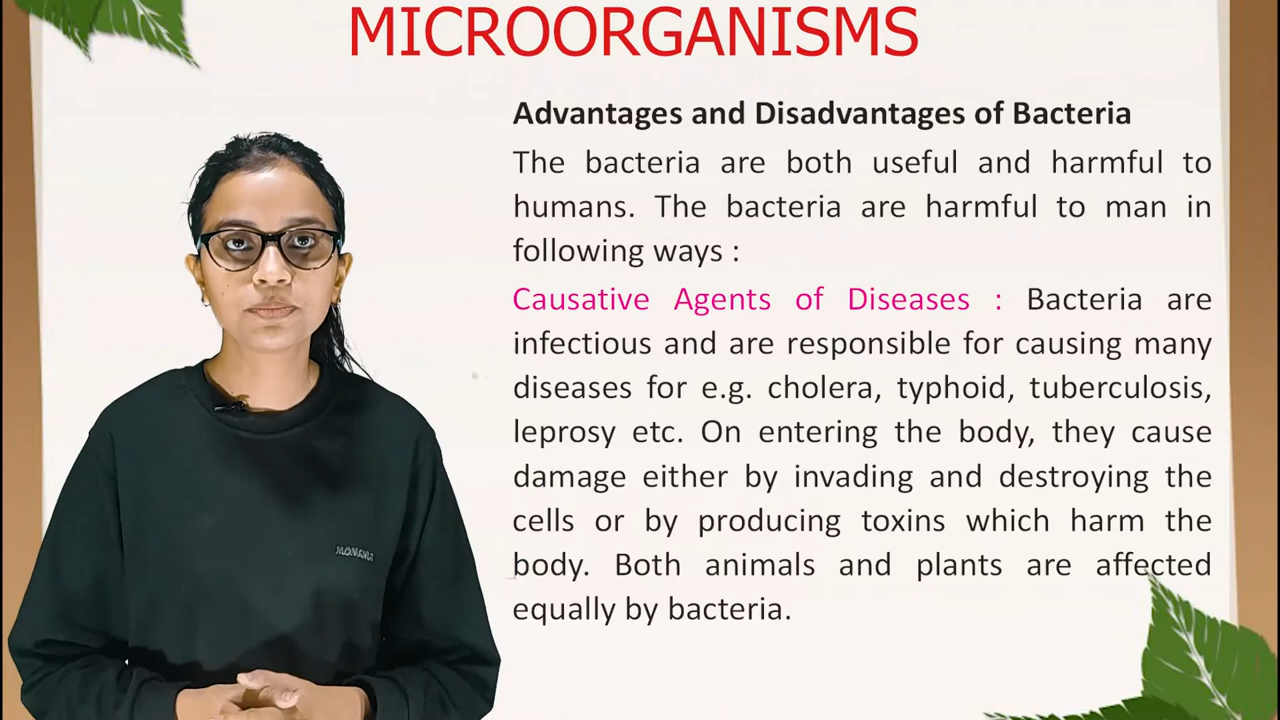 MICROORGANISMS
Advantages and Disadvantages of Bacteria
The bacteria are both useful and harmful to
humans. The bacteria are harmful to man in
following ways :
Causative Agents of Diseases : Bacteria are
infectious and are responsible for causing many
diseases for e.g. cholera, typhoid, tuberculosis,
leprosy etc. On entering the body, they cause
damage either by invading and destroying the
cells or by producing toxins which harm the
body. Both animals and plants are affected
equally by bacteria.